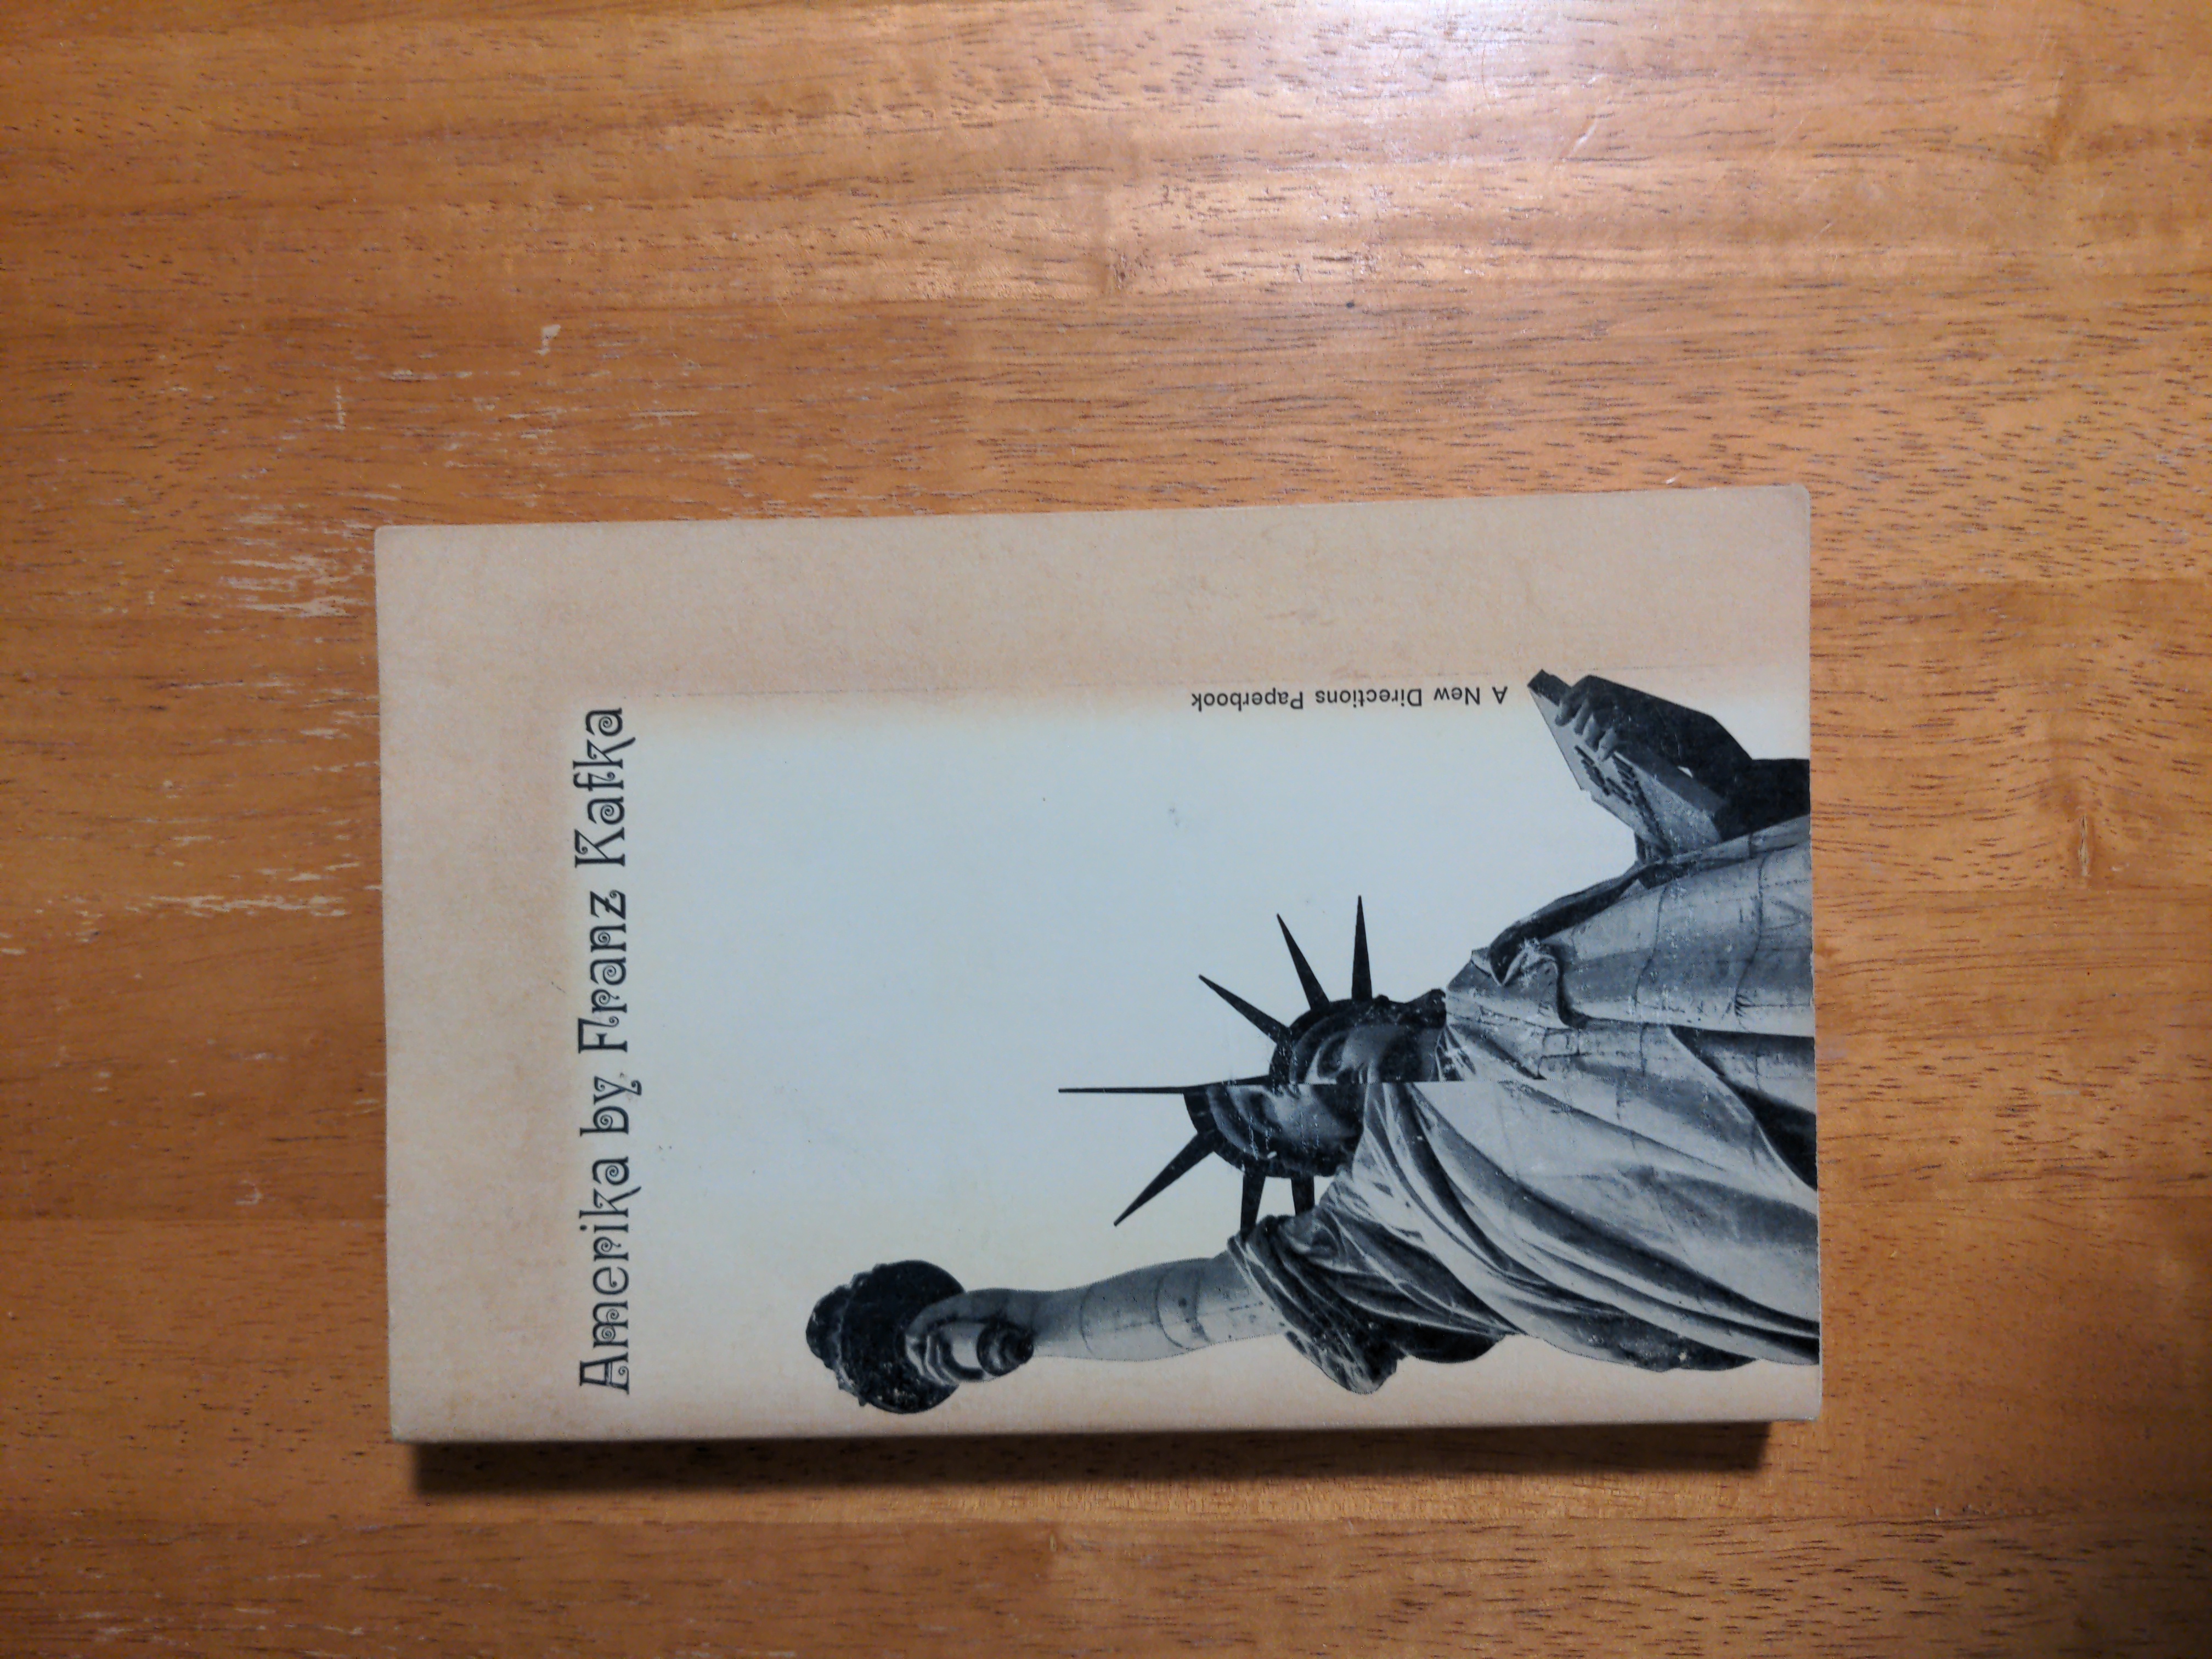 Amerika by Franz Kafka
A New Directions Paperbook